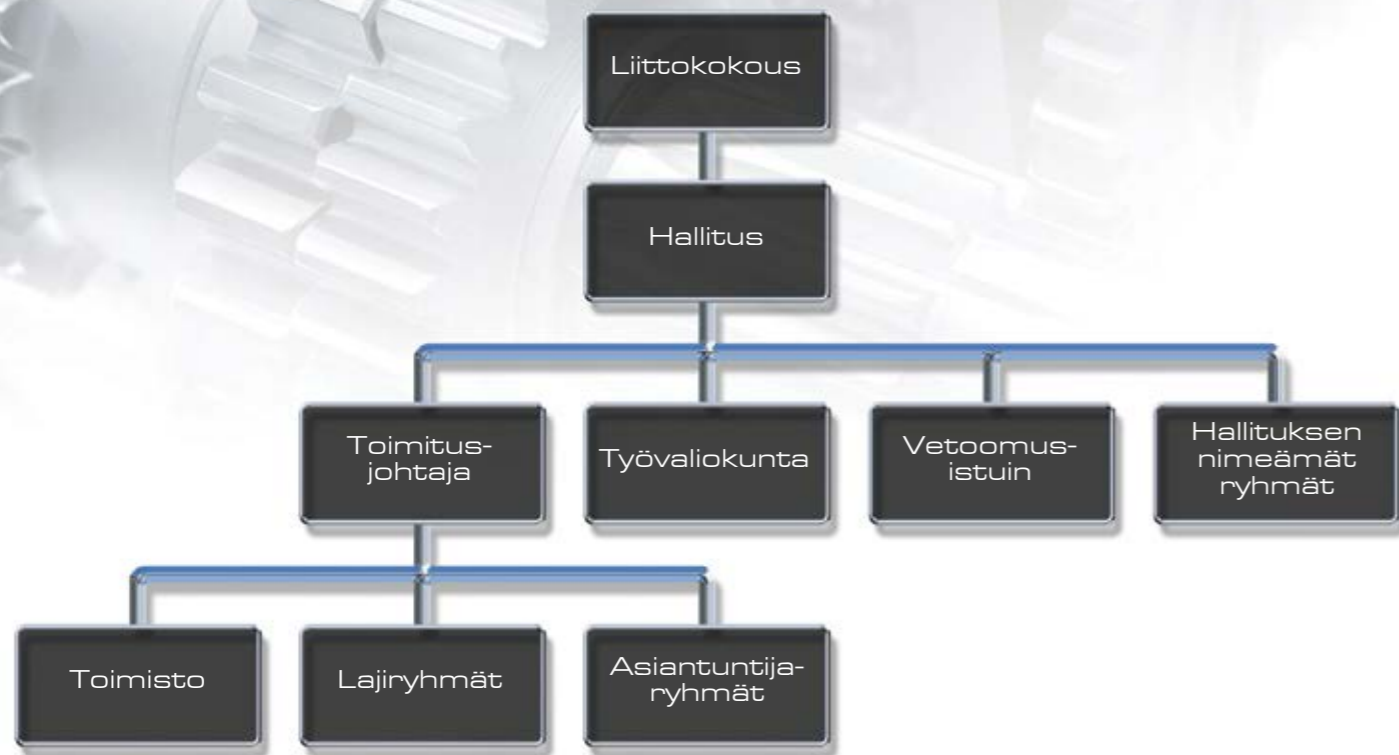 Liittokokous
Hallitus
Toimitus-
johtaja
Työvaliokunta
Vetoomus-
istuin
Hallituksen
nimeämät
ryhmät
Toimisto
Lajiryhmät
Asiantuntija-
ryhmät